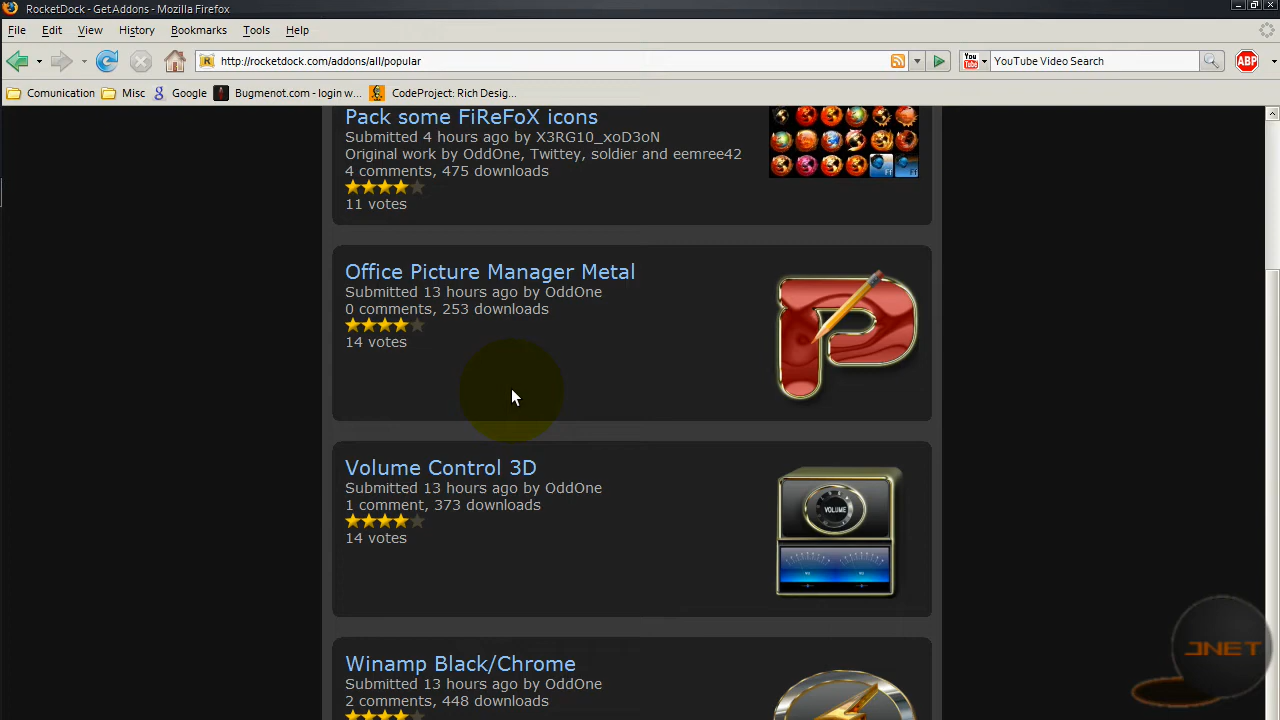 RocketDock - GetAddons - Mozilla Firefox
File Edit View History Bookmarks Tools Help
R http://rocketdock.com/addons/all/popular You Tube YouTube Video Search ABP
Comunication Misc Google Bugmenot.com - login w... CodeProject: Rich Desig...
Pack some FiReFoX icons
Submitted 4 hours ago by X3RG10_xoD3oN
Original work by OddOne, Twittey, soldier and eemree42
4 comments, 475 downloads
11 votes
Office Picture Manager Metal
Submitted 13 hours ago by OddOne
0 comments, 253 downloads
14 votes
Volume Control 3D
Submitted 13 hours ago by OddOne
1 comment, 373 downloads
VOLUME
14 votes
JNET
Winamp Black/Chrome
Submitted 13 hours ago by OddOne
2 comments, 448 downloads